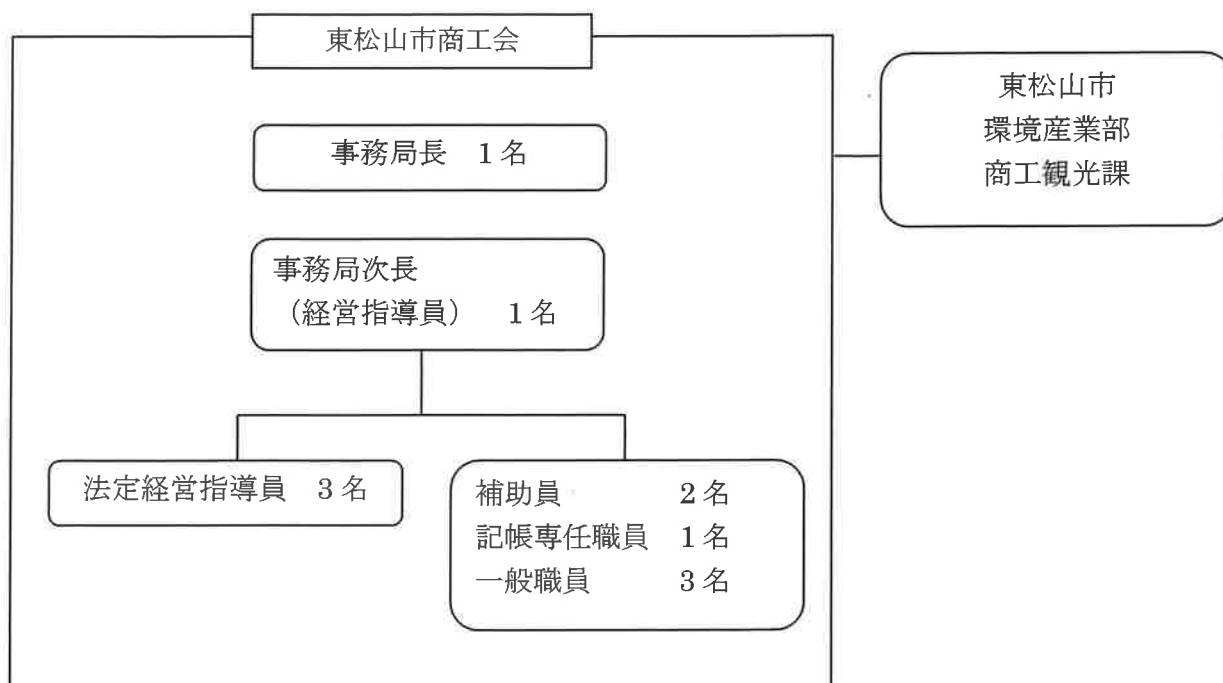 東松山市商工会
事務局長 1名
東松山市
環境産業部
商工観光課
事務局次長
（経営指導員） 1名
法定経営指導員 3名
補助員 2名
記帳専任職員 1名
一般職員 3名